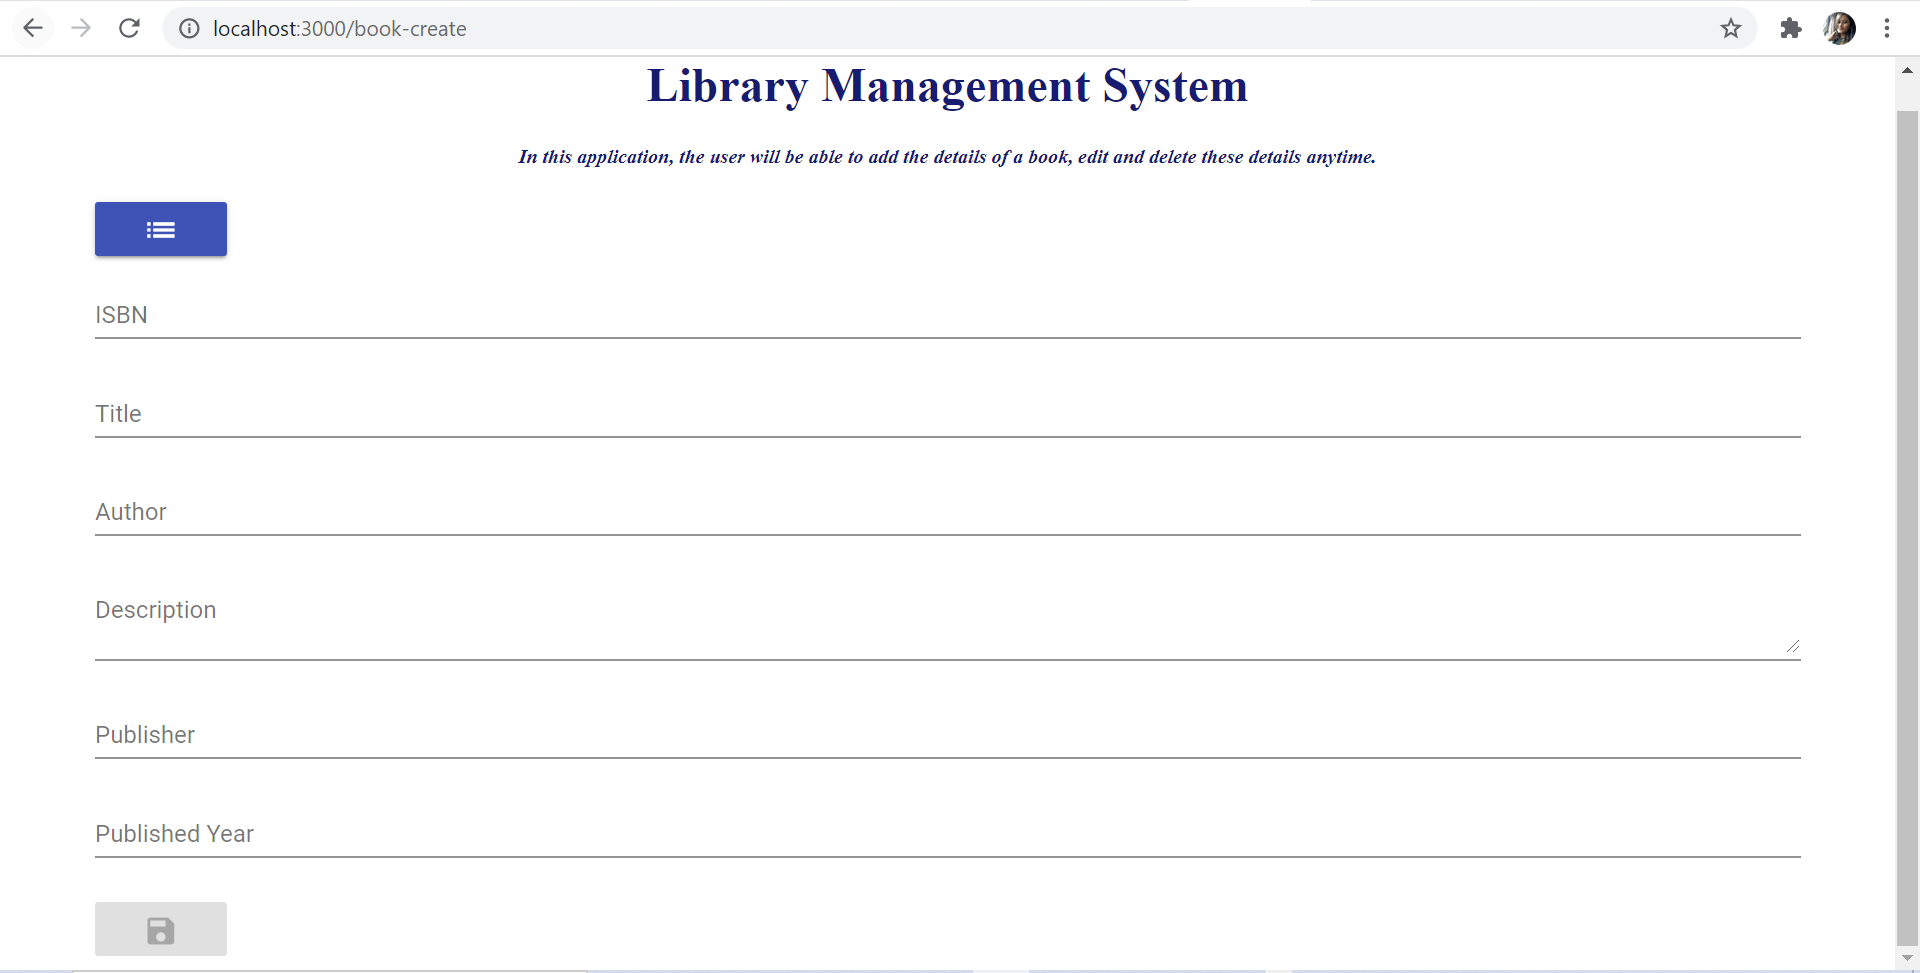 localhost:3000/book-create
Library Management System
In this application, the user will be able to add the details of a book, edit and delete these details anytime.
ISBN
Title
Author
Description
Publisher
Published Year